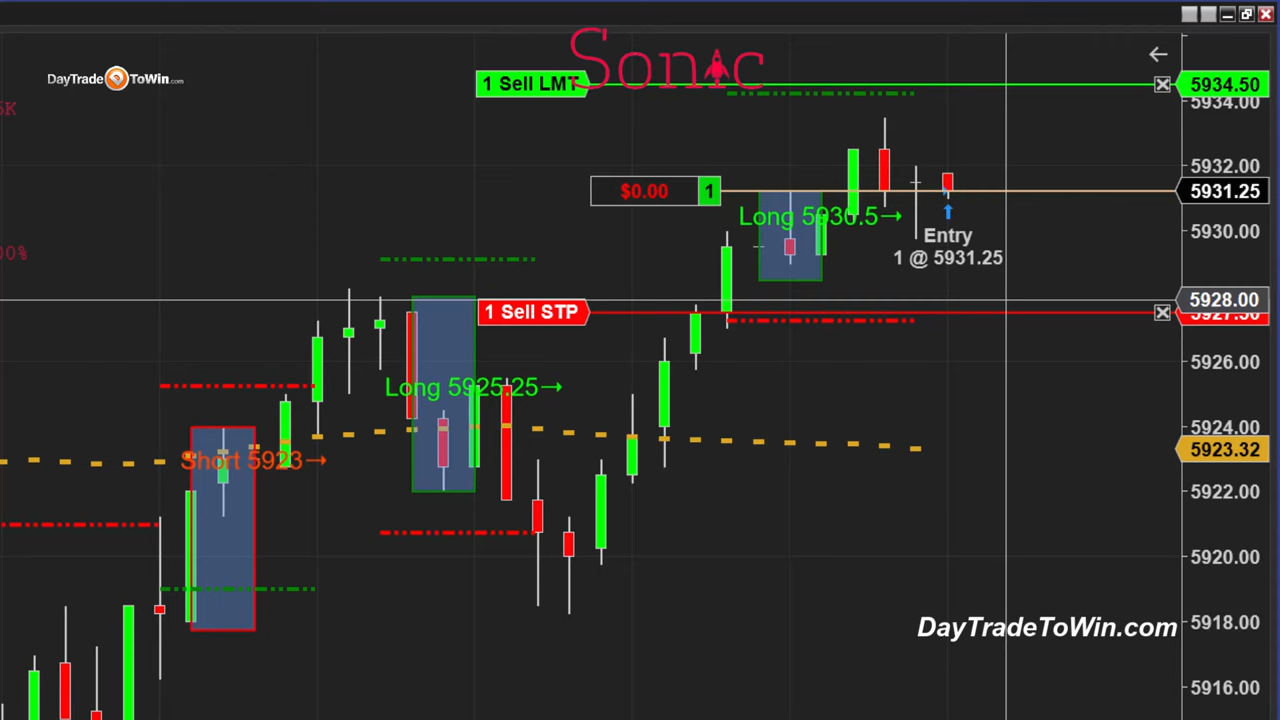 Sonic
DayTradeToWin.com
1 Sell LMT
5934.50
5934.00
5K
5932.00
$0.00 1
5931.25
Long 5930.5→
5930.00
Entry
1 @ 5931.25
00%
5928.00
1 Sell STP
5926.00
Long 5925.25→
5924.00
5923.32
Short 5923→
5922.00
5920.00
5918.00
DayTradeToWin.com
5916.00